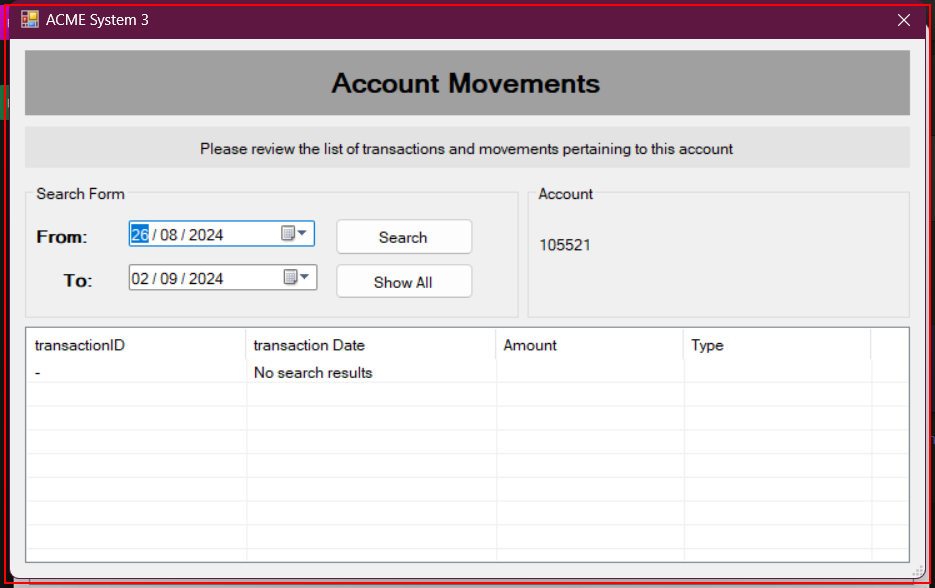 ACME System 3
Account Movements
Please review the list of transactions and movements pertaining to this account
Search Form
From: 26 / 08 / 2024 Search
To: 02 / 09 / 2024 Show All
Account
105521
transactionID transaction Date Amount Type
- No search results